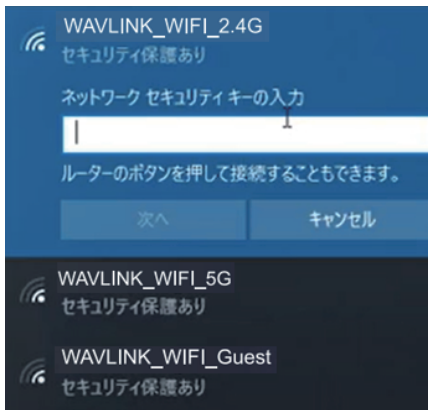 WAVLINK_WIFI_2.4G
セキュリティ保護あり
ネットワーク セキュリティ キーの入力
ルーターのボタンを押して接続することもできます。
次へ キャンセル
WAVLINK_WIFI_5G
セキュリティ保護あり
WAVLINK_WIFI_Guest
セキュリティ保護あり